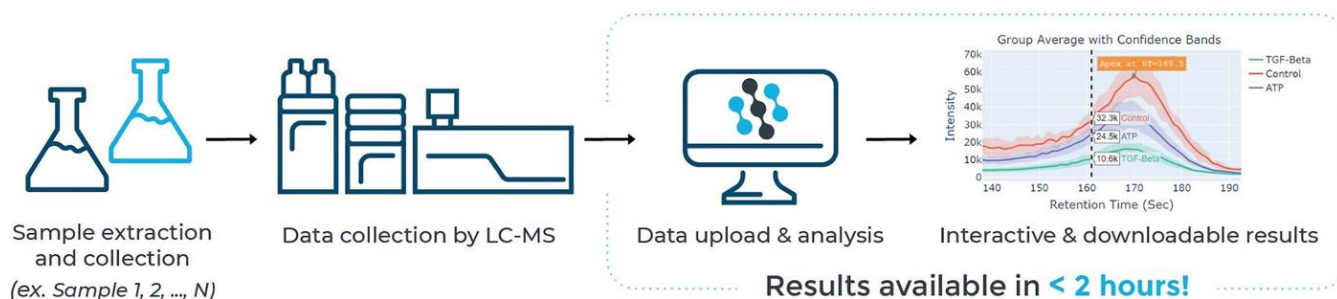 Sample extraction
and collection
(ex. Sample 1, 2, ..., N)
Data collection by LC-MS
Data upload & analysis
Group Average with Confidence Bands
70k
60k
50k
40k
30k
20k
10k
0
Intensity
Apex at RT=169.5
32.3k Control
24.5k ATP
10.6k TGF-Beta
140 150 160 170 180 190
Retention Time (Sec)
TGF-Beta
Control
ATP
Interactive & downloadable results
Results available in < 2 hours!